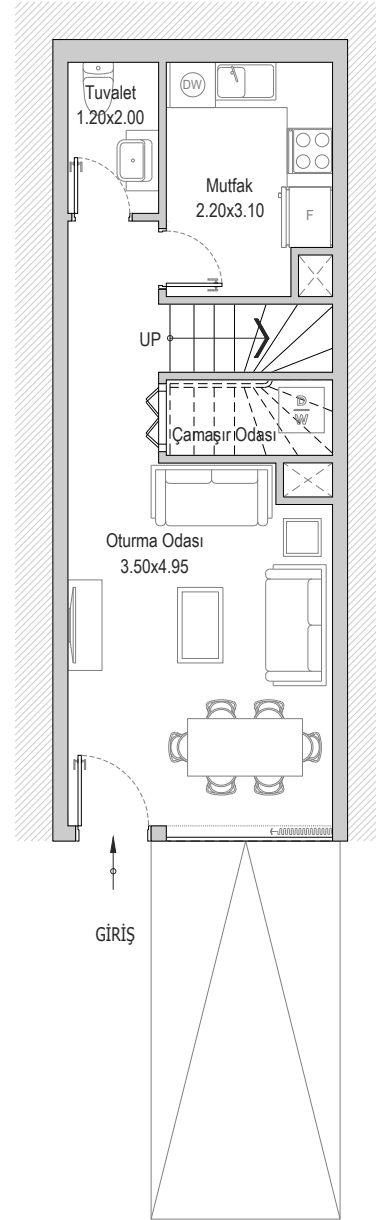 Tuvalet
1.20x2.00
DW
Mutfak
2.20x3.10
F
UP
D
W
Çamaşır Odası
Oturma Odası
3.50x4.95
GİRİŞ